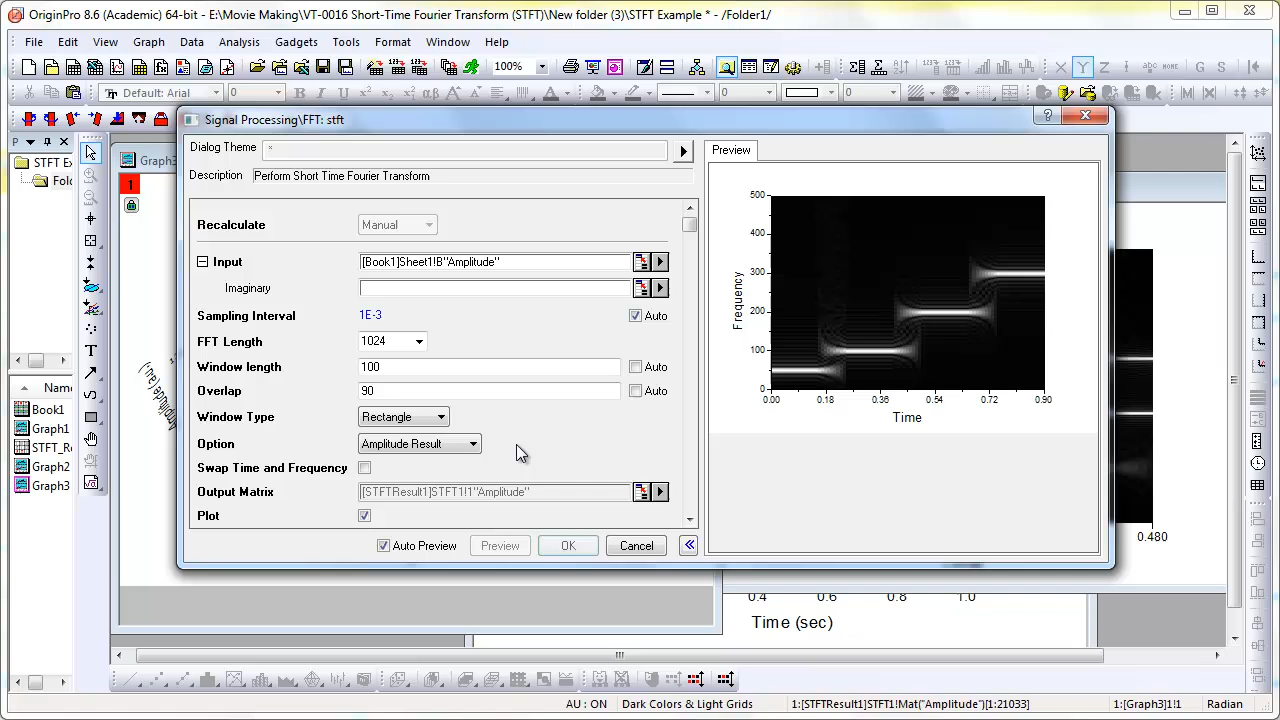 OriginPro 8.6 (Academic) 64-bit - E:\Movie Making\VT-0016 Short-Time Fourier Transform (STFT)\New folder (3)\STFT Example * - /Folder1/
File Edit View Graph Data Analysis Gadgets Tools Format Window Help
100%
Default: Arial 0 B I U 0 0
Signal Processing\FFT: stft
P
Dialog Theme *
Description Perform Short Time Fourier Transform
Preview
STFT Ex
Fol
Graph3
1
Recalculate Manual
Input [Book1]Sheet1!B"Amplitude"
Imaginary
Sampling Interval 1E-3 Auto
FFT Length 1024
Window length 100 Auto
Overlap 90 Auto
Window Type Rectangle
Option Amplitude Result
Swap Time and Frequency
Output Matrix [STFTResult1]STFT1!1"Amplitude"
Plot
Auto Preview Preview OK Cancel
500
400
300
200
100
0
Frequency
0.00 0.18 0.36 0.54 0.72 0.90
Time
Name
Book1
Graph1
STFT_Re
Graph2
Graph3
0.480
0.4 0.6 0.8 1.0
Time (sec)
AU : ON Dark Colors & Light Grids 1:[STFTResult1]STFT1!Mat("Amplitude")[1:21033] 1:[Graph3]1!1 Radian